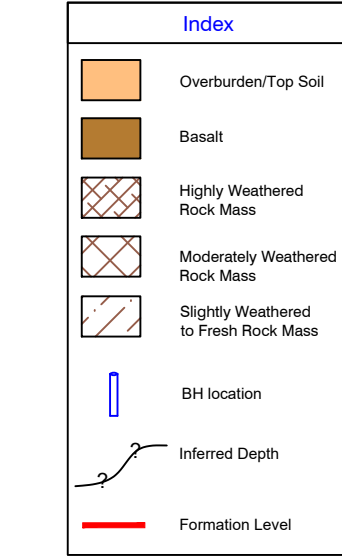 Index
Overburden/Top Soil
Basalt
Highly Weathered
Rock Mass
Moderately Weathered
Rock Mass
Slightly Weathered
to Fresh Rock Mass
BH location
?
?
Inferred Depth
Formation Level